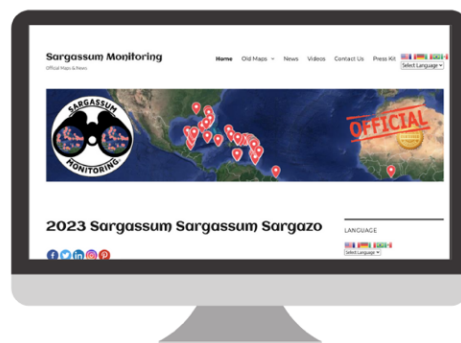 Sargassum Monitoring
Official Maps & News
Home Old Maps News Videos Contact Us Press Kit
Select Language
SARGASSUM
MONITORING
OFFICIAL
2023 Sargassum Sargassum Sargazo
LANGUAGE
Select Language